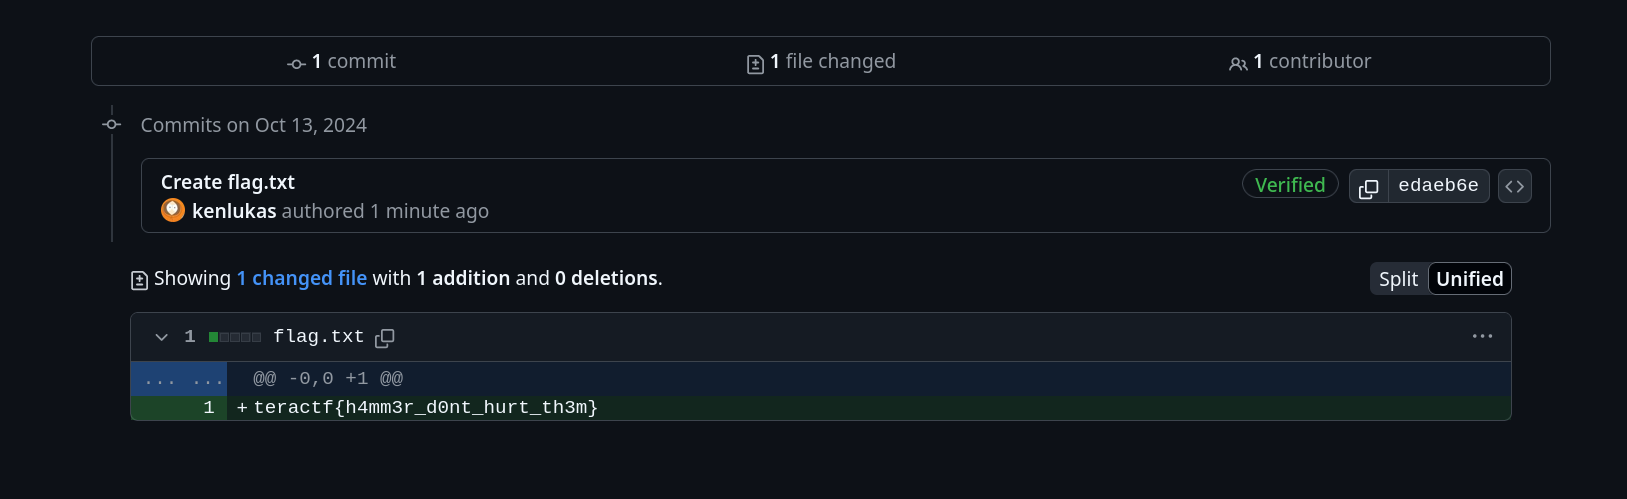 1 commit
1 file changed
1 contributor
Commits on Oct 13, 2024
Create flag.txt
Verified
edaeb6e
kenlukas authored 1 minute ago
Showing 1 changed file with 1 addition and 0 deletions.
Split
Unified
1 flag.txt
... ... @@ -0,0 +1 @@
1 + teractf{h4mm3r_d0nt_hurt_th3m}